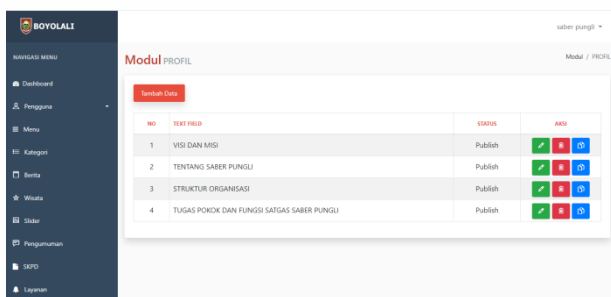 BOYOLALI
saber pungli
NAVIGASI MENU
Modul PROFIL
Modul / PROFIL
Dashboard
Pengguna
Menu
Kategori
Berita
Wisata
Slider
Pengumuman
SKPD
Layanan
Tambah Data
NO TEXT FIELD STATUS AKSI
1 VISI DAN MISI Publish
2 TENTANG SABER PUNGLI Publish
3 STRUKTUR ORGANISASI Publish
4 TUGAS POKOK DAN FUNGSI SATGAS SABER PUNGLI Publish